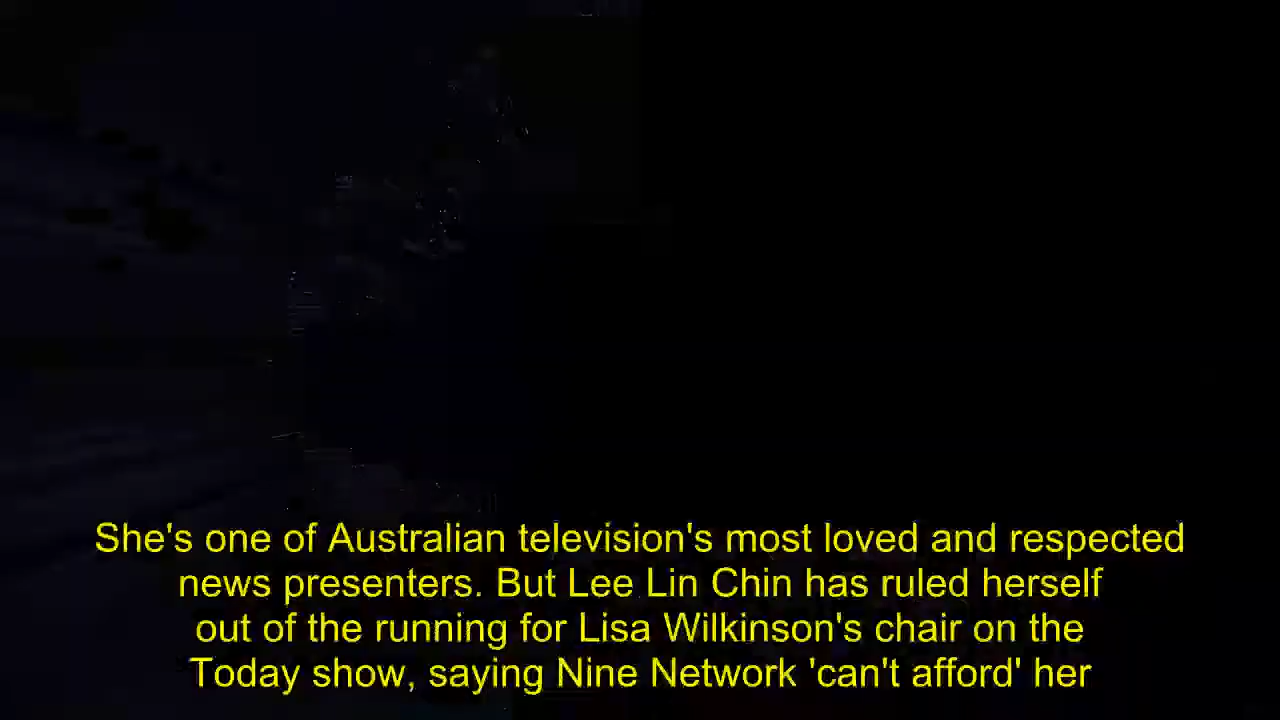 She's one of Australian television's most loved and respected
news presenters. But Lee Lin Chin has ruled herself
out of the running for Lisa Wilkinson's chair on the
Today show, saying Nine Network 'can't afford' her